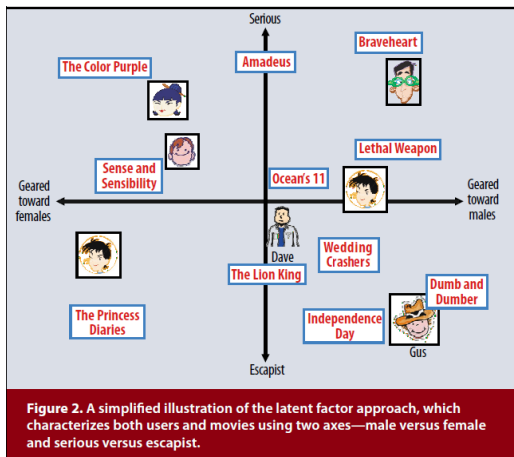 Serious
Braveheart
Amadeus
The Color Purple
Lethal Weapon
Sense and
Sensibility
Ocean's 11
Geared
toward
females
Geared
toward
males
Dave
Wedding
Crashers
The Lion King
Dumb and
Dumber
The Princess
Diaries
Independence
Day
Gus
Escapist
Figure 2. A simplified illustration of the latent factor approach, which
characterizes both users and movies using two axes—male versus female
and serious versus escapist.